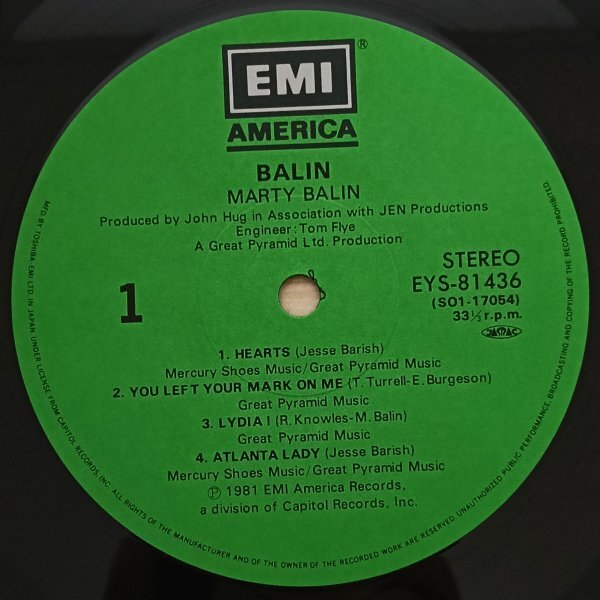 EMI
®
AMERICA
BALIN
MARTY BALIN
Produced by John Hug in Association with JEN Productions
Engineer: Tom Flye
A Great Pyramid Ltd. Production
STEREO
EYS-81436
(SO1-17054)
33⅓ r.p.m.
JASRAC
1
1. HEARTS (Jesse Barish)
Mercury Shoes Music/Great Pyramid Music
2. YOU LEFT YOUR MARK ON ME (T. Turrell-E. Burgeson)
Great Pyramid Music
3. LYDIA! (R. Knowles-M. Balin)
Great Pyramid Music
4. ATLANTA LADY (Jesse Barish)
Mercury Shoes Music/Great Pyramid Music
Ⓟ 1981 EMI America Records,
a division of Capitol Records, Inc.
MFD BY TOSHIBA EMI LTD IN JAPAN UNDER LICENSE FROM CAPITOL RECORDS, INC. ALL RIGHTS OF THE MANUFACTURER AND OF THE OWNER OF THE RECORDED WORK ARE RESERVED. UNAUTHORIZED PUBLIC PERFORMANCE, BROADCASTING AND COPYING OF THE RECORD PROHIBITED.